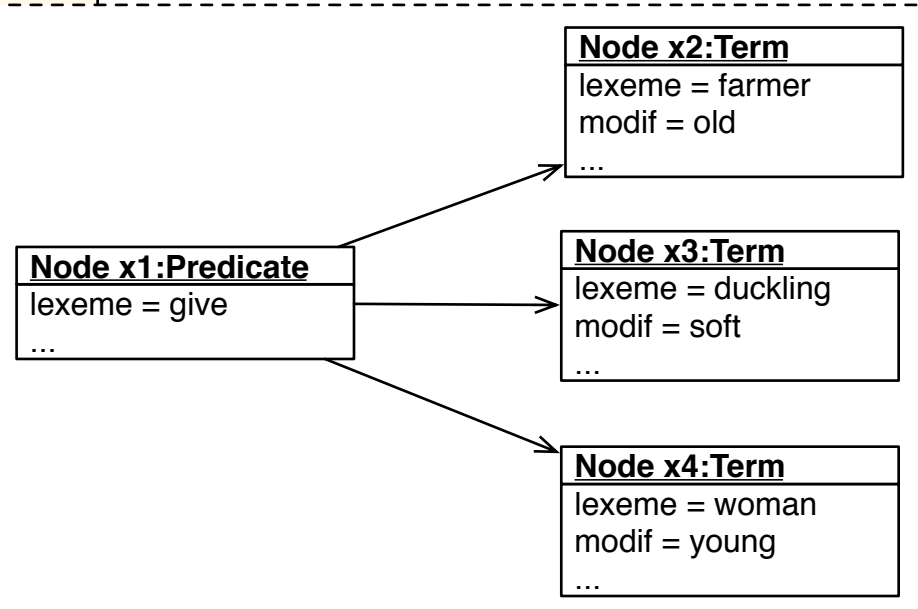 Node x2:Term
lexeme = farmer
modif = old
...
Node x1:Predicate
lexeme = give
...
Node x3:Term
lexeme = duckling
modif = soft
...
Node x4:Term
lexeme = woman
modif = young
...